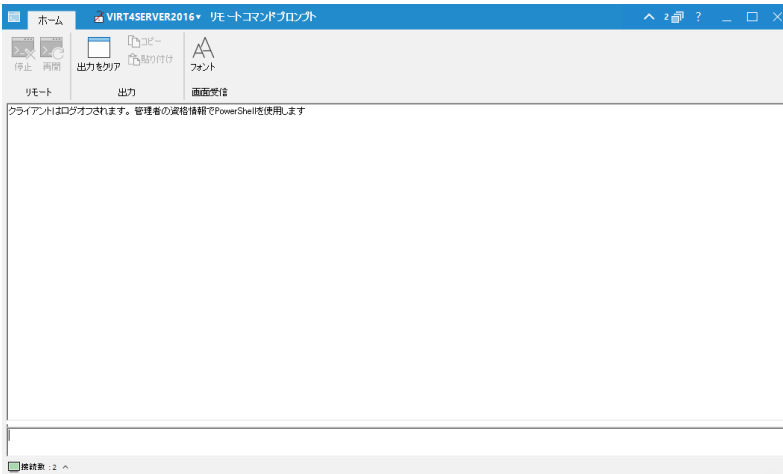 ホーム
VIRT4SERVER2016▾ リモートコマンドプロンプト
2
?
停止
再開
出力をクリア
コピー
貼り付け
フォント
リモート
出力
画面受信
クライアントはログオフされます。管理者の資格情報でPowerShellを使用します
接続数 : 2